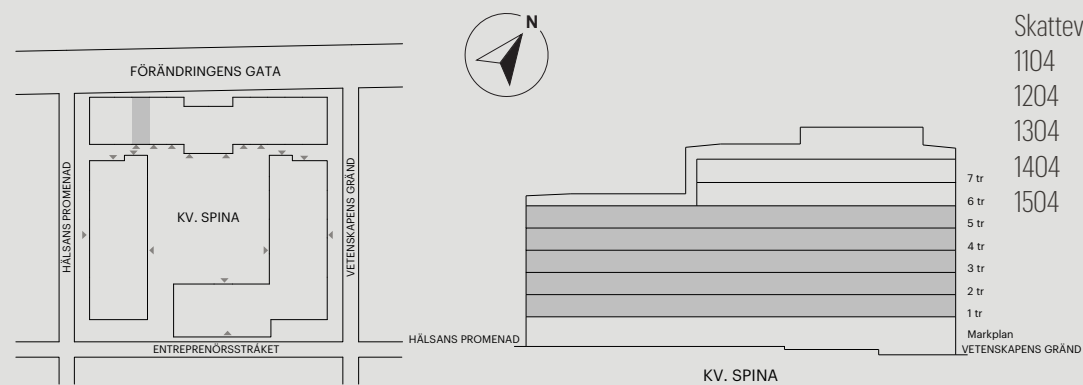 FÖRÄNDRINGENS GATA
HÄLSANS PROMENAD
KV. SPINA
VETENSKAPENS GRÄND
ENTREPRENÖRSSTRÅKET
N
7 tr
6 tr
5 tr
4 tr
3 tr
2 tr
1 tr
Markplan
HÄLSANS PROMENAD
VETENSKAPENS GRÄND
KV. SPINA
1104
1204
1304
1404
1504